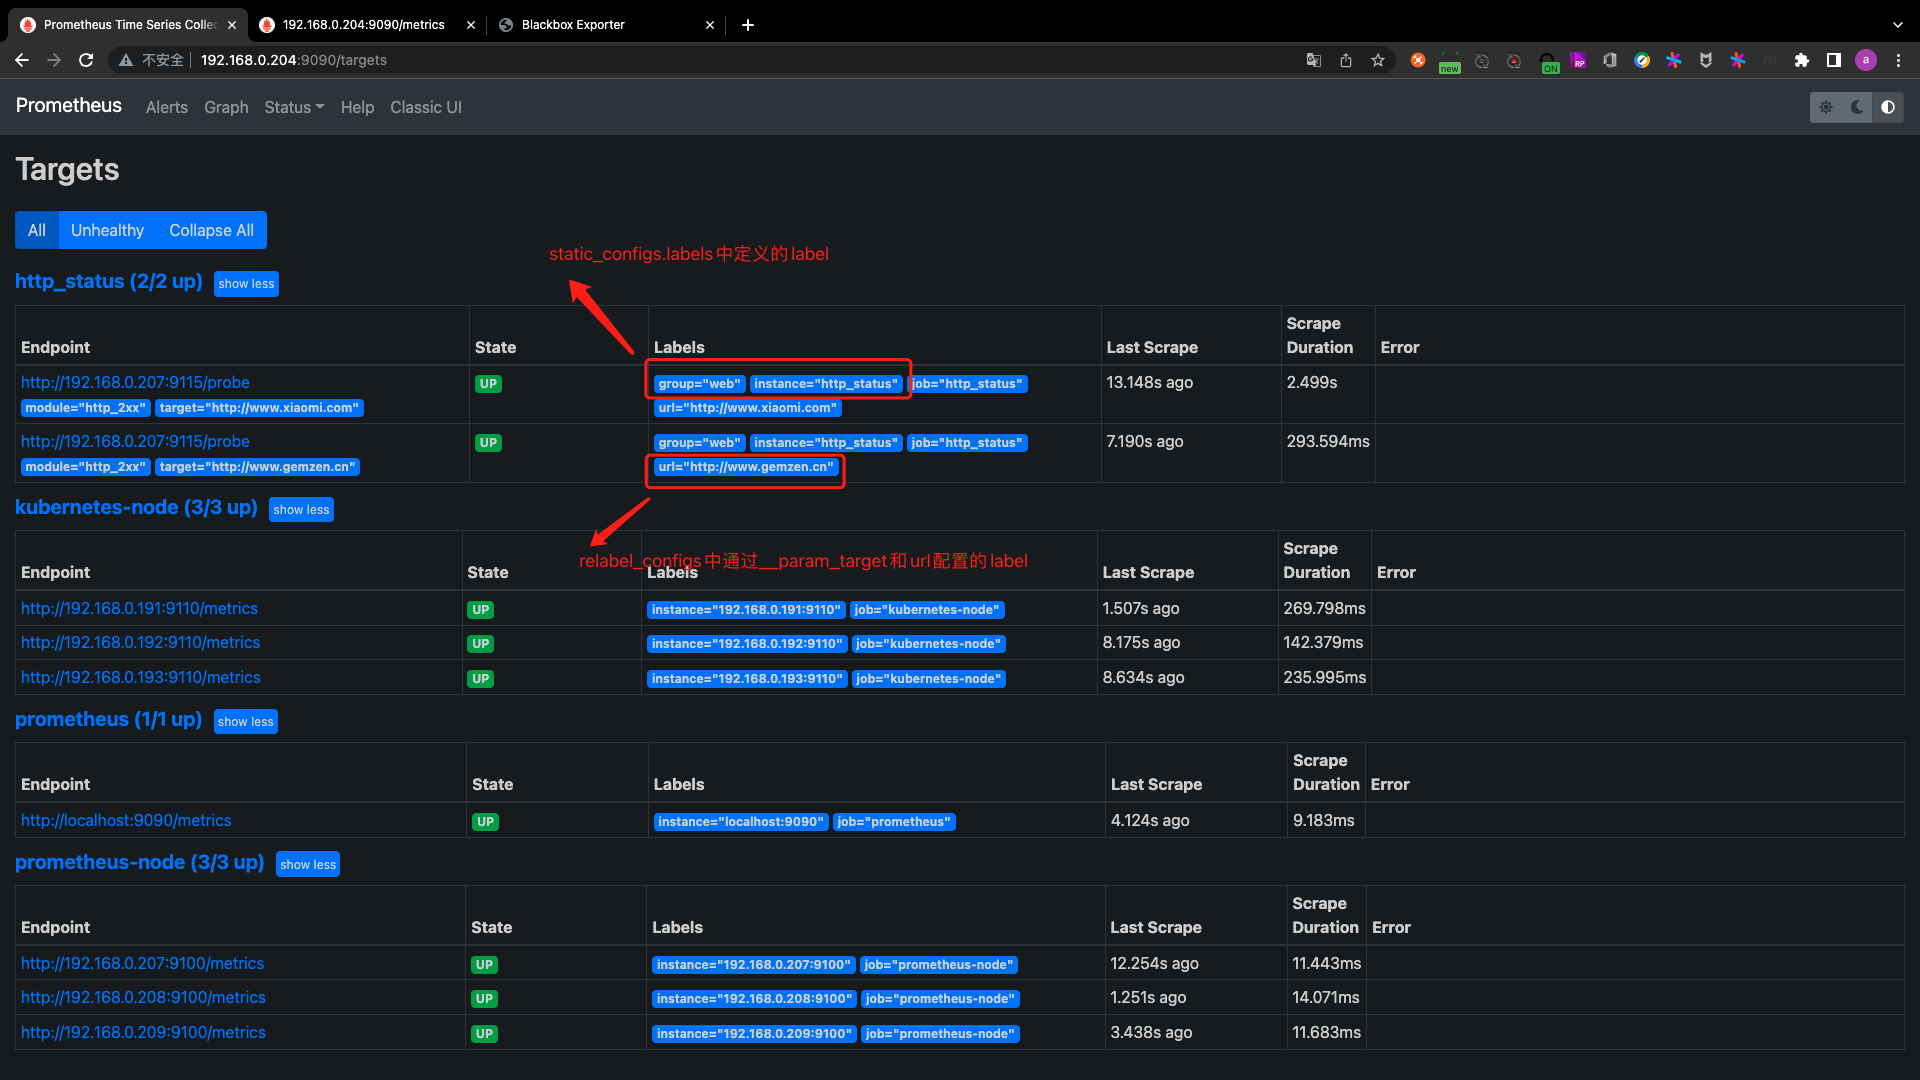 Prometheus Time Series Collec
192.168.0.204:9090/metrics
Blackbox Exporter
不安全
192.168.0.204:9090/targets
new
ON
RP
a
Prometheus
Alerts
Graph
Status
Help
Classic UI
Targets
All
Unhealthy
Collapse All
static_configs.labels中定义的label
http_status (2/2 up)
show less
Endpoint
State
Labels
Last Scrape
Scrape Duration
Error
http://192.168.0.207:9115/probe
module="http_2xx" target="http://www.xiaomi.com"
UP
group="web" instance="http_status" job="http_status"
url="http://www.xiaomi.com"
13.148s ago
2.499s
http://192.168.0.207:9115/probe
module="http_2xx" target="http://www.gemzen.cn"
UP
group="web" instance="http_status" job="http_status"
url="http://www.gemzen.cn"
7.190s ago
293.594ms
kubernetes-node (3/3 up)
show less
relabel_configs中通过__param_target和url配置的label
Endpoint
State
Labels
Last Scrape
Scrape Duration
Error
http://192.168.0.191:9110/metrics
UP
instance="192.168.0.191:9110" job="kubernetes-node"
1.507s ago
269.798ms
http://192.168.0.192:9110/metrics
UP
instance="192.168.0.192:9110" job="kubernetes-node"
8.175s ago
142.379ms
http://192.168.0.193:9110/metrics
UP
instance="192.168.0.193:9110" job="kubernetes-node"
8.634s ago
235.995ms
prometheus (1/1 up)
show less
Endpoint
State
Labels
Last Scrape
Scrape Duration
Error
http://localhost:9090/metrics
UP
instance="localhost:9090" job="prometheus"
4.124s ago
9.183ms
prometheus-node (3/3 up)
show less
Endpoint
State
Labels
Last Scrape
Scrape Duration
Error
http://192.168.0.207:9100/metrics
UP
instance="192.168.0.207:9100" job="prometheus-node"
12.254s ago
11.443ms
http://192.168.0.208:9100/metrics
UP
instance="192.168.0.208:9100" job="prometheus-node"
1.251s ago
14.071ms
http://192.168.0.209:9100/metrics
UP
instance="192.168.0.209:9100" job="prometheus-node"
3.438s ago
11.683ms